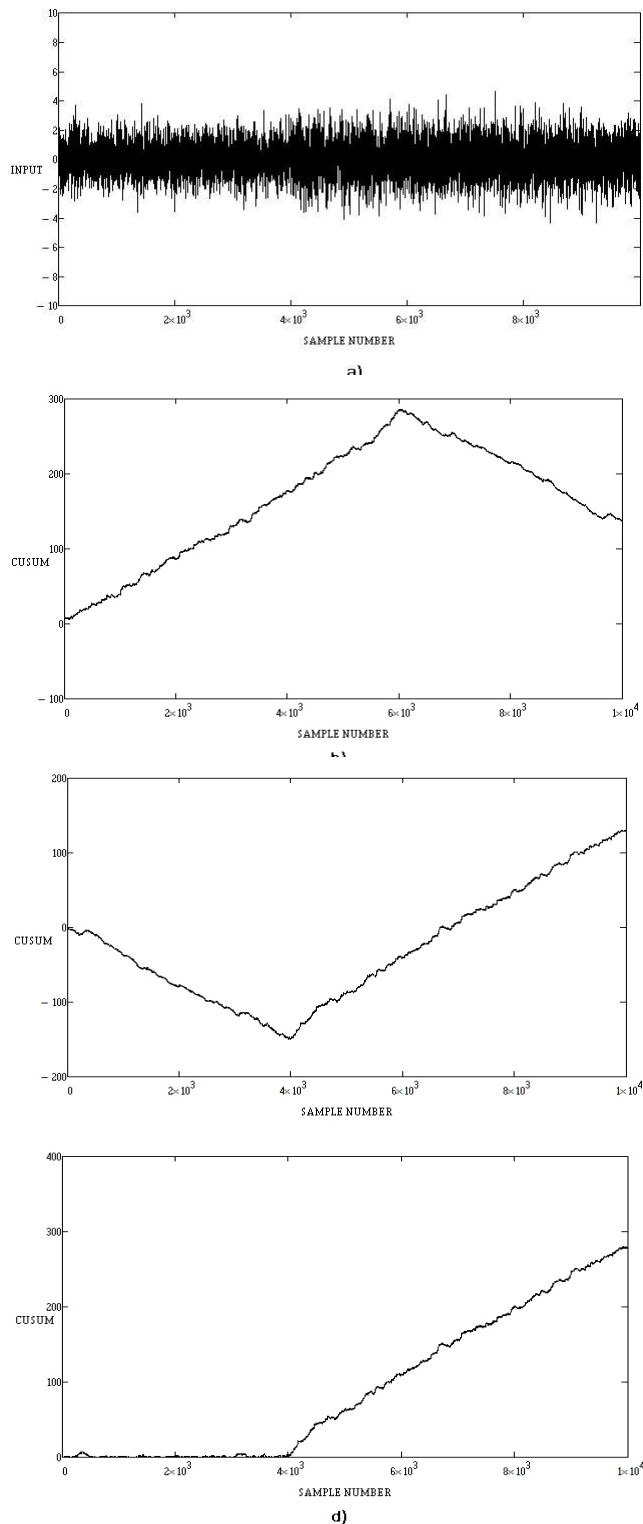 10
8
6
4
2
INPUT 0
− 2
− 4
− 6
− 8
− 10
0 2×10³ 4×10³ 6×10³ 8×10³
SAMPLE NUMBER
a)
300
200
100
CUSUM
0
− 100
0 2×10³ 4×10³ 6×10³ 8×10³ 1×10⁴
SAMPLE NUMBER
b)
200
100
0
CUSUM
− 100
− 200
0 2×10³ 4×10³ 6×10³ 8×10³ 1×10⁴
SAMPLE NUMBER
400
300
200
CUSUM
100
0
0 2×10³ 4×10³ 6×10³ 8×10³ 1×10⁴
SAMPLE NUMBER
d)